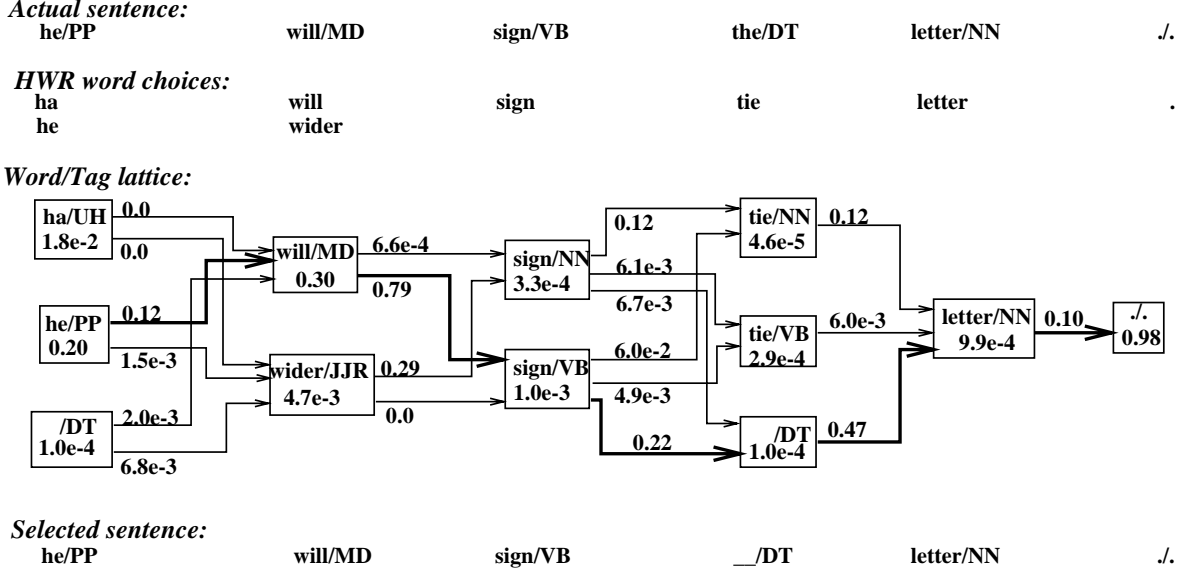 Actual sentence:
he/PP will/MD sign/VB the/DT letter/NN ./.
HWR word choices:
ha will sign tie letter .
he wider
Word/Tag lattice:
ha/UH 0.0 tie/NN 0.12
1.8e-2 0.12 4.6e-5
0.0 will/MD 6.6e-4 sign/NN 6.1e-3
0.30 0.79 3.3e-4 6.7e-3
he/PP 0.12 tie/VB 6.0e-3 letter/NN 0.10 ./.
0.20 1.5e-3 2.9e-4 9.9e-4 0.98
wider/JJR 0.29 sign/VB 6.0e-2
4.7e-3 0.0 1.0e-3 4.9e-3
/DT 2.0e-3 /DT 0.47
1.0e-4 6.8e-3 0.22 1.0e-4
Selected sentence:
he/PP will/MD sign/VB __/DT letter/NN ./.